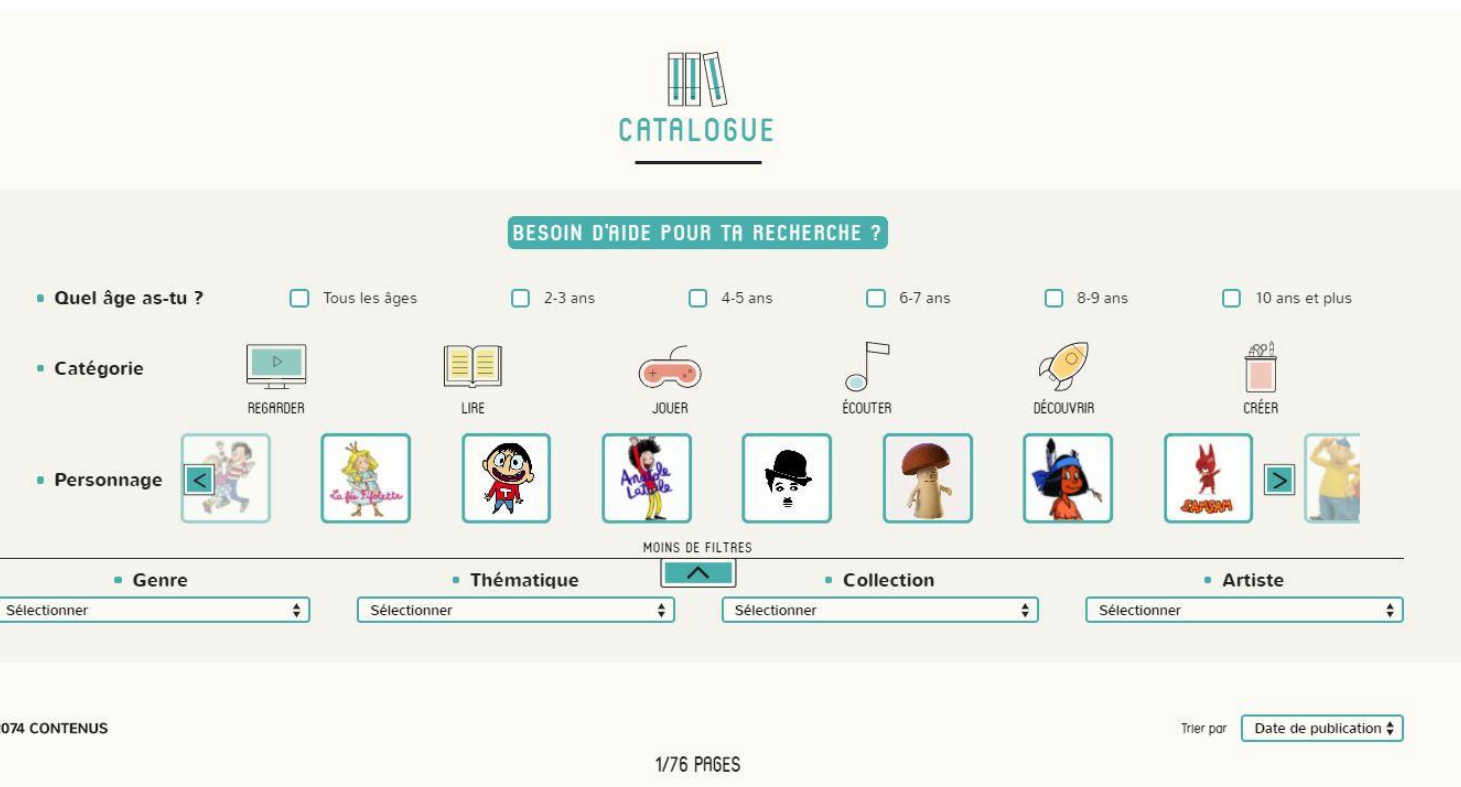 CATALOGUE
BESOIN D'AIDE POUR TA RECHERCHE ?
Quel âge as-tu ? Tous les âges 2-3 ans 4-5 ans 6-7 ans 8-9 ans 10 ans et plus
Catégorie
REGARDER LIRE JOUER ÉCOUTER DÉCOUVRIR CRÉER
Personnage < La fée Fifolette T Anatole Latuile SAMSAM >
MOINS DE FILTRES
Genre Thématique Collection Artiste
Sélectionner Sélectionner Sélectionner Sélectionner
074 CONTENUS Trier par Date de publication
1/76 PAGES